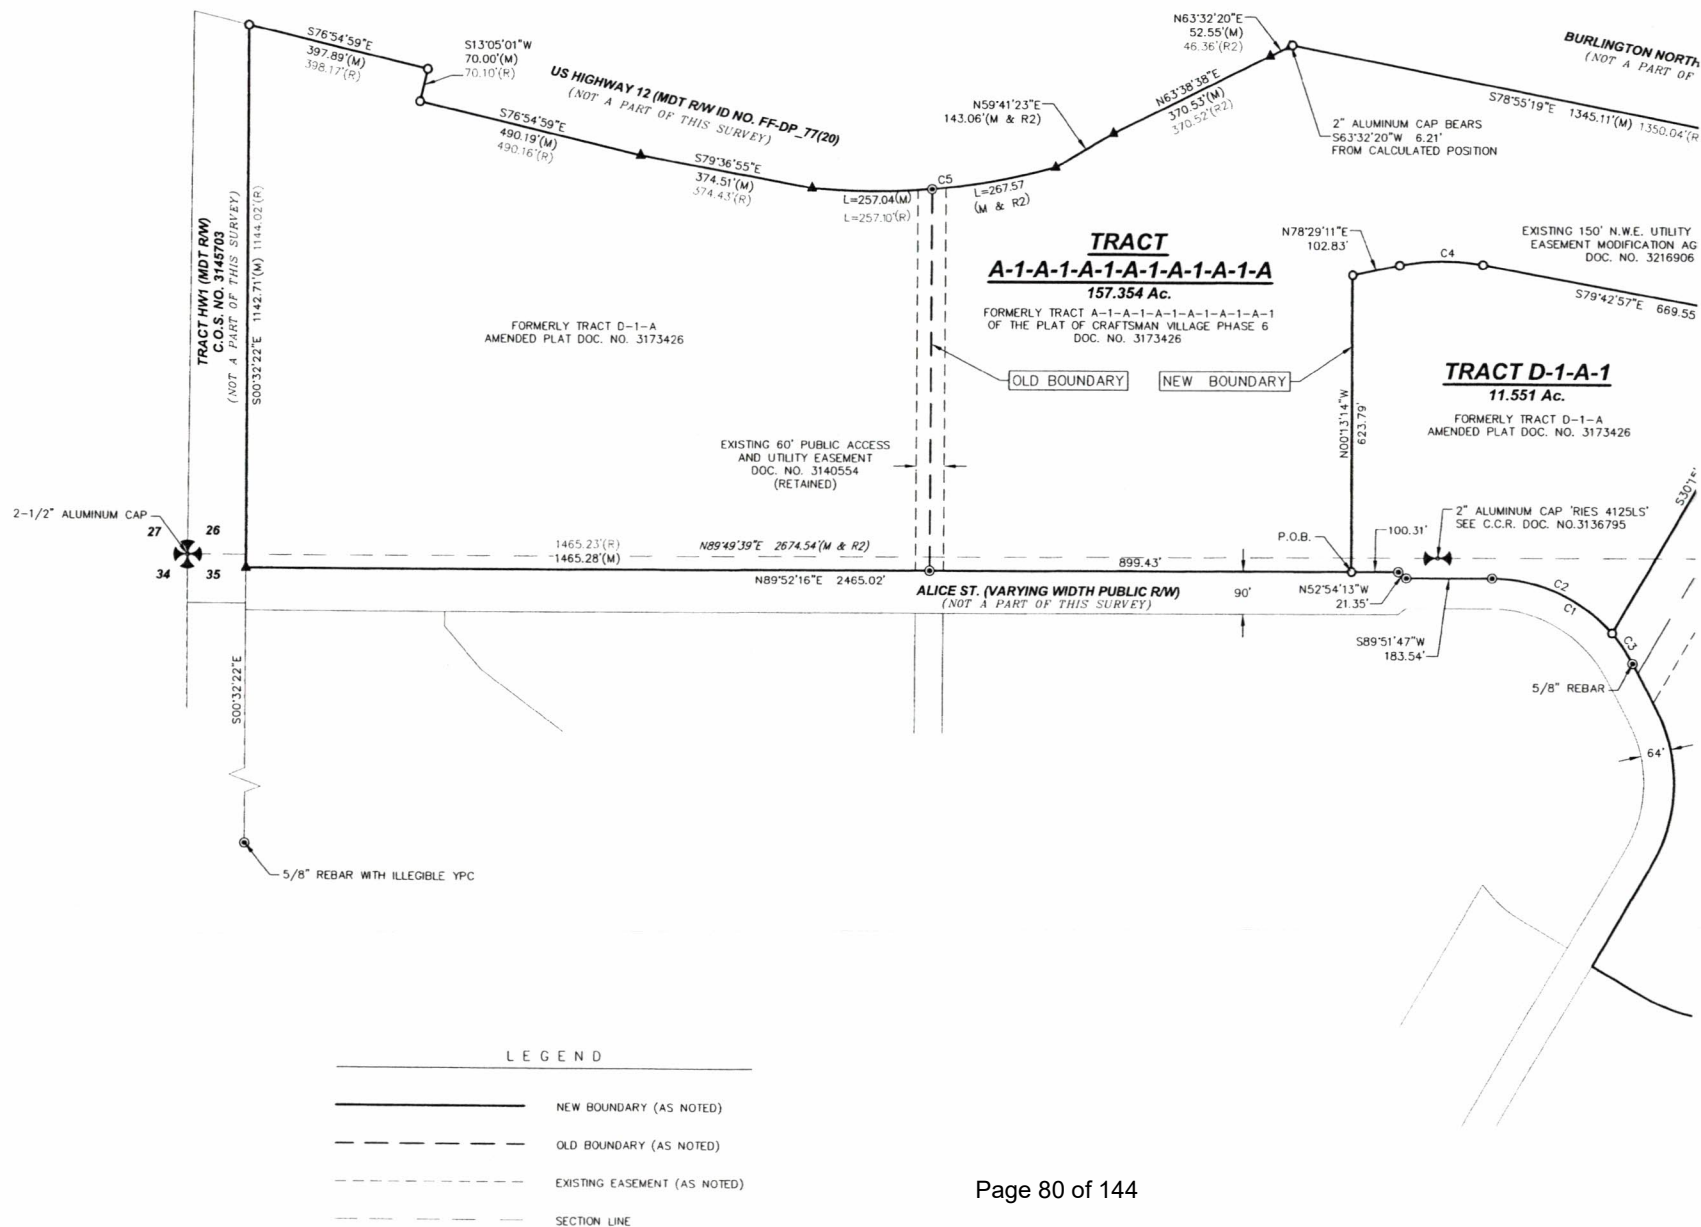 S76°54'59"E
397.89'(M)
398.17'(R)
S13°05'01"W
70.00'(M)
70.10'(R)
US HIGHWAY 12 (MDT R/W ID NO. FF-DP_77(20)
(NOT A PART OF THIS SURVEY)
S76°54'59"E
490.19'(M)
490.16'(R)
S79°36'55"E
374.51'(M)
374.43'(R)
L=257.04(M)
L=257.10'(R)
C5
L=267.57
(M & R2)
N59°41'23"E
143.06'(M & R2)
N63°38'38"E
370.53'(M)
370.52'(R2)
N63°32'20"E
52.55'(M)
46.36'(R2)
2" ALUMINUM CAP BEARS
S63°32'20"W 6.21'
FROM CALCULATED POSITION
BURLINGTON NORTH
(NOT A PART OF
S78°55'19"E 1345.11'(M) 1350.04'(R
TRACT HW1 (MDT R/W)
C.O.S. NO. 3145703
(NOT A PART OF THIS SURVEY)
S00°32'22"E 1142.71'(M) 1144.02'(R)
FORMERLY TRACT D-1-A
AMENDED PLAT DOC. NO. 3173426
TRACT
A-1-A-1-A-1-A-1-A-1-A-1-A
157.354 Ac.
FORMERLY TRACT A-1-A-1-A-1-A-1-A-1-A-1
OF THE PLAT OF CRAFTSMAN VILLAGE PHASE 6
DOC. NO. 3173426
OLD BOUNDARY
NEW BOUNDARY
N78°29'11"E
102.83'
C4
EXISTING 150' N.W.E. UTILITY
EASEMENT MODIFICATION AG
DOC. NO. 3216906
S79°42'57"E 669.55
TRACT D-1-A-1
11.551 Ac.
FORMERLY TRACT D-1-A
AMENDED PLAT DOC. NO. 3173426
N00°13'14"W
623.79'
EXISTING 60' PUBLIC ACCESS
AND UTILITY EASEMENT
DOC. NO. 3140554
(RETAINED)
2-1/2" ALUMINUM CAP
27 26
34 35
1465.23'(R)
1465.28'(M)
N89°49'39"E 2674.54'(M & R2)
N89°52'16"E 2465.02'
899.43'
P.O.B.
100.31'
2" ALUMINUM CAP 'RIES 4125LS'
SEE C.C.R. DOC. NO.3136795
ALICE ST. (VARYING WIDTH PUBLIC R/W)
(NOT A PART OF THIS SURVEY)
90'
N52°54'13"W
21.35'
S89°51'47"W
183.54'
C2
C1
C3
5/8" REBAR
64'
S00°32'22"E
5/8" REBAR WITH ILLEGIBLE YPC
LEGEND
NEW BOUNDARY (AS NOTED)
OLD BOUNDARY (AS NOTED)
EXISTING EASEMENT (AS NOTED)
SECTION LINE
Page 80 of 144